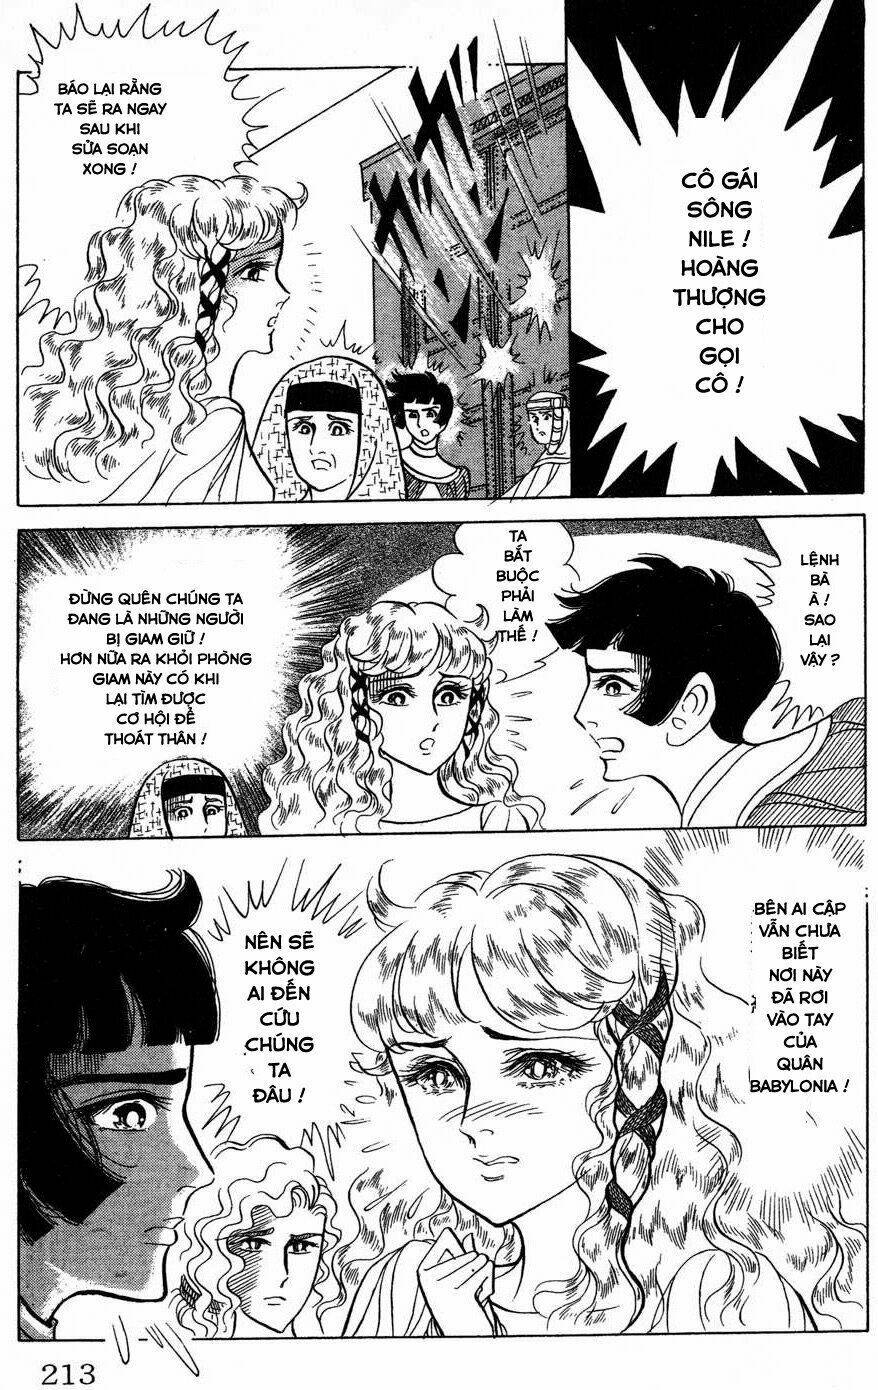 CÔ GÁI
SÔNG
NILE !
HOÀNG
THƯỢNG
CHO
GỌI
CÔ !
BÁO LẠI RẰNG
TA SẼ RA NGAY
SAU KHI
SỬA SOẠN
XONG !
LỆNH
BÀ
À !
SAO
LẠI
VẬY ?
TA
BẮT
BUỘC
PHẢI
LÀM
THẾ !
ĐỪNG QUÊN CHÚNG TA
ĐANG LÀ NHỮNG NGƯỜI
BỊ GIAM GIỮ !
HƠN NỮA RA KHỎI PHÒNG
GIAM NÀY CÓ KHI
LẠI TÌM ĐƯỢC
CƠ HỘI ĐỂ
THOÁT THÂN !
BÊN AI CẬP
VẪN CHƯA
BIẾT
NƠI NÀY
ĐÃ RƠI
VÀO TAY
CỦA
QUÂN
BABYLONIA !
NÊN SẼ
KHÔNG
AI ĐẾN
CỨU
CHÚNG
TA
ĐÂU !
213